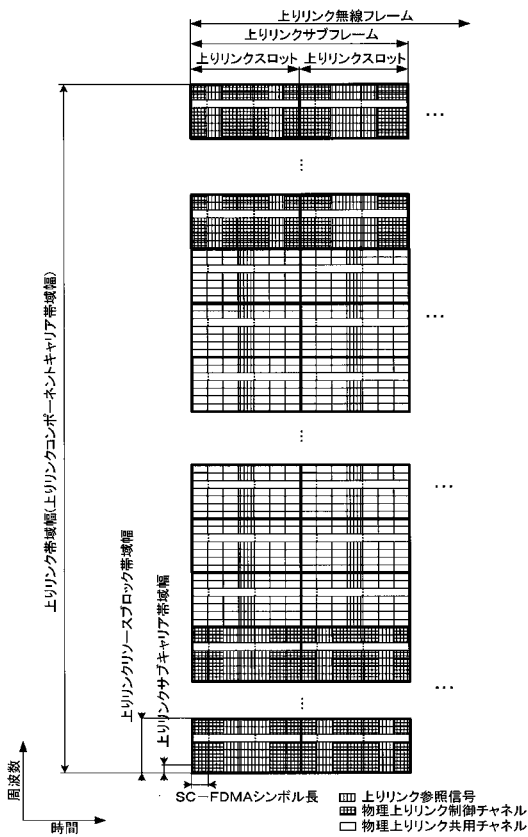 上りリンク無線フレーム
上りリンクサブフレーム
上りリンクスロット
上りリンクスロット
上りリンク帯域幅(上りリンクコンポーネントキャリア帯域幅)
上りリンクリソースブロック帯域幅
上りリンクサブキャリア帯域幅
周波数
時間
SC-FDMAシンボル長
上りリンク参照信号
物理上りリンク制御チャネル
物理上りリンク共用チャネル